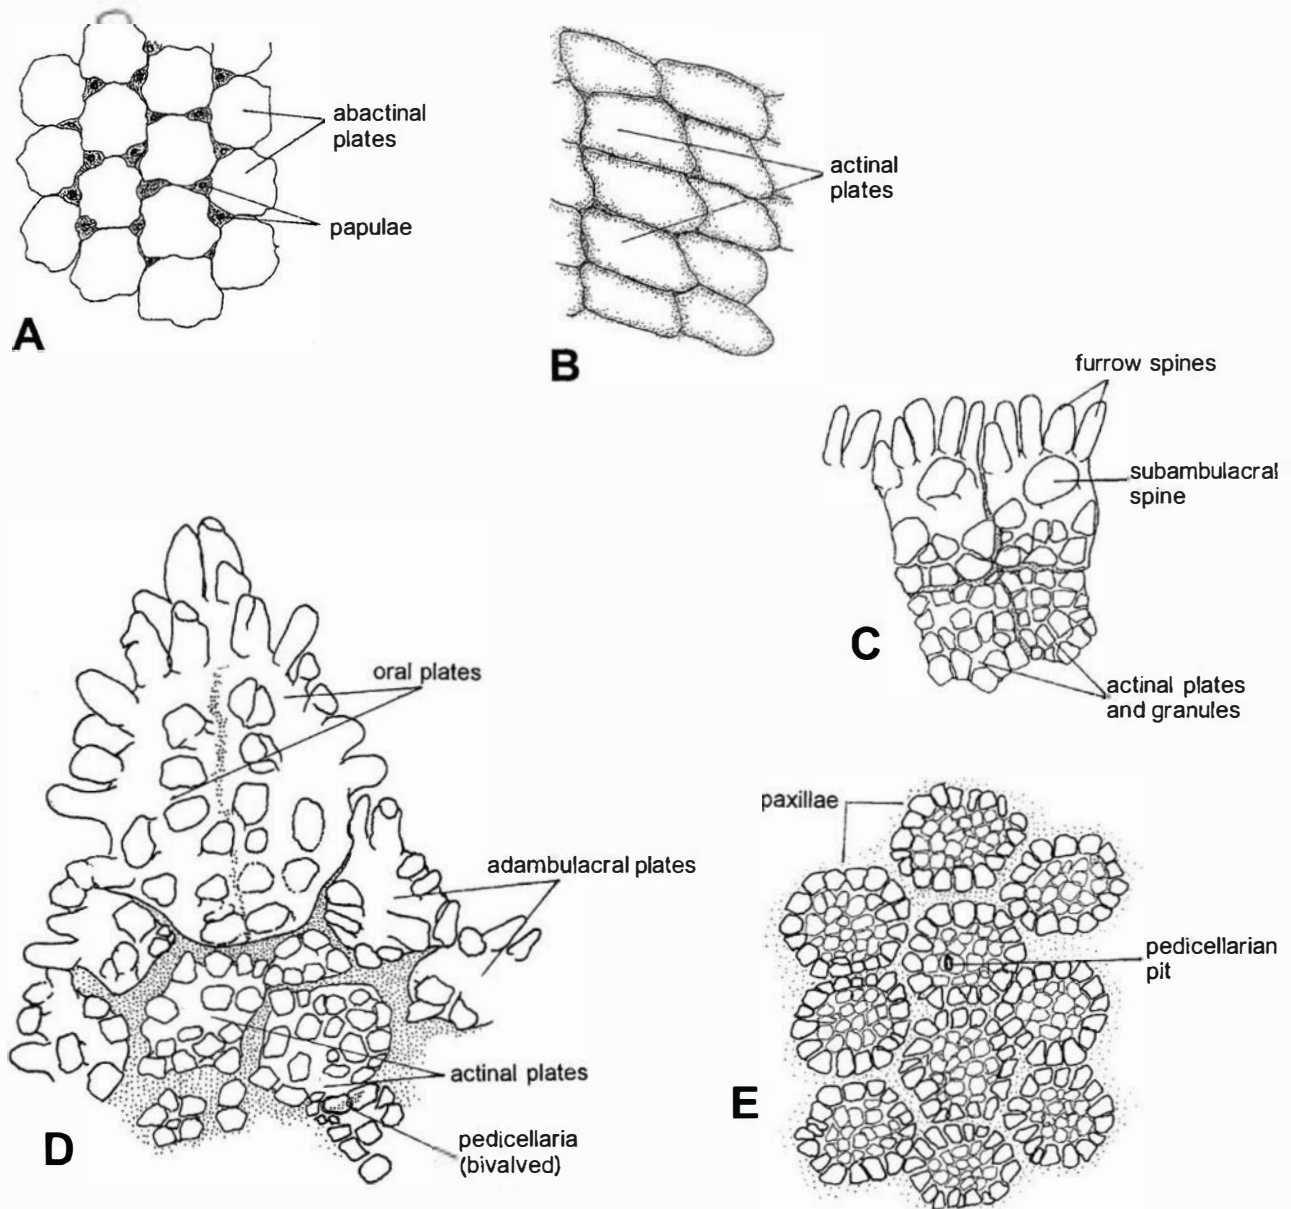 abactinal
plates
papulae
A
actinal
plates
B
furrow spines
subambulacral
spine
C
actinal plates
and granules
oral plates
adambulacral plates
actinal plates
pedicellaria
(bivalved)
D
paxillae
pedicellarian
pit
E